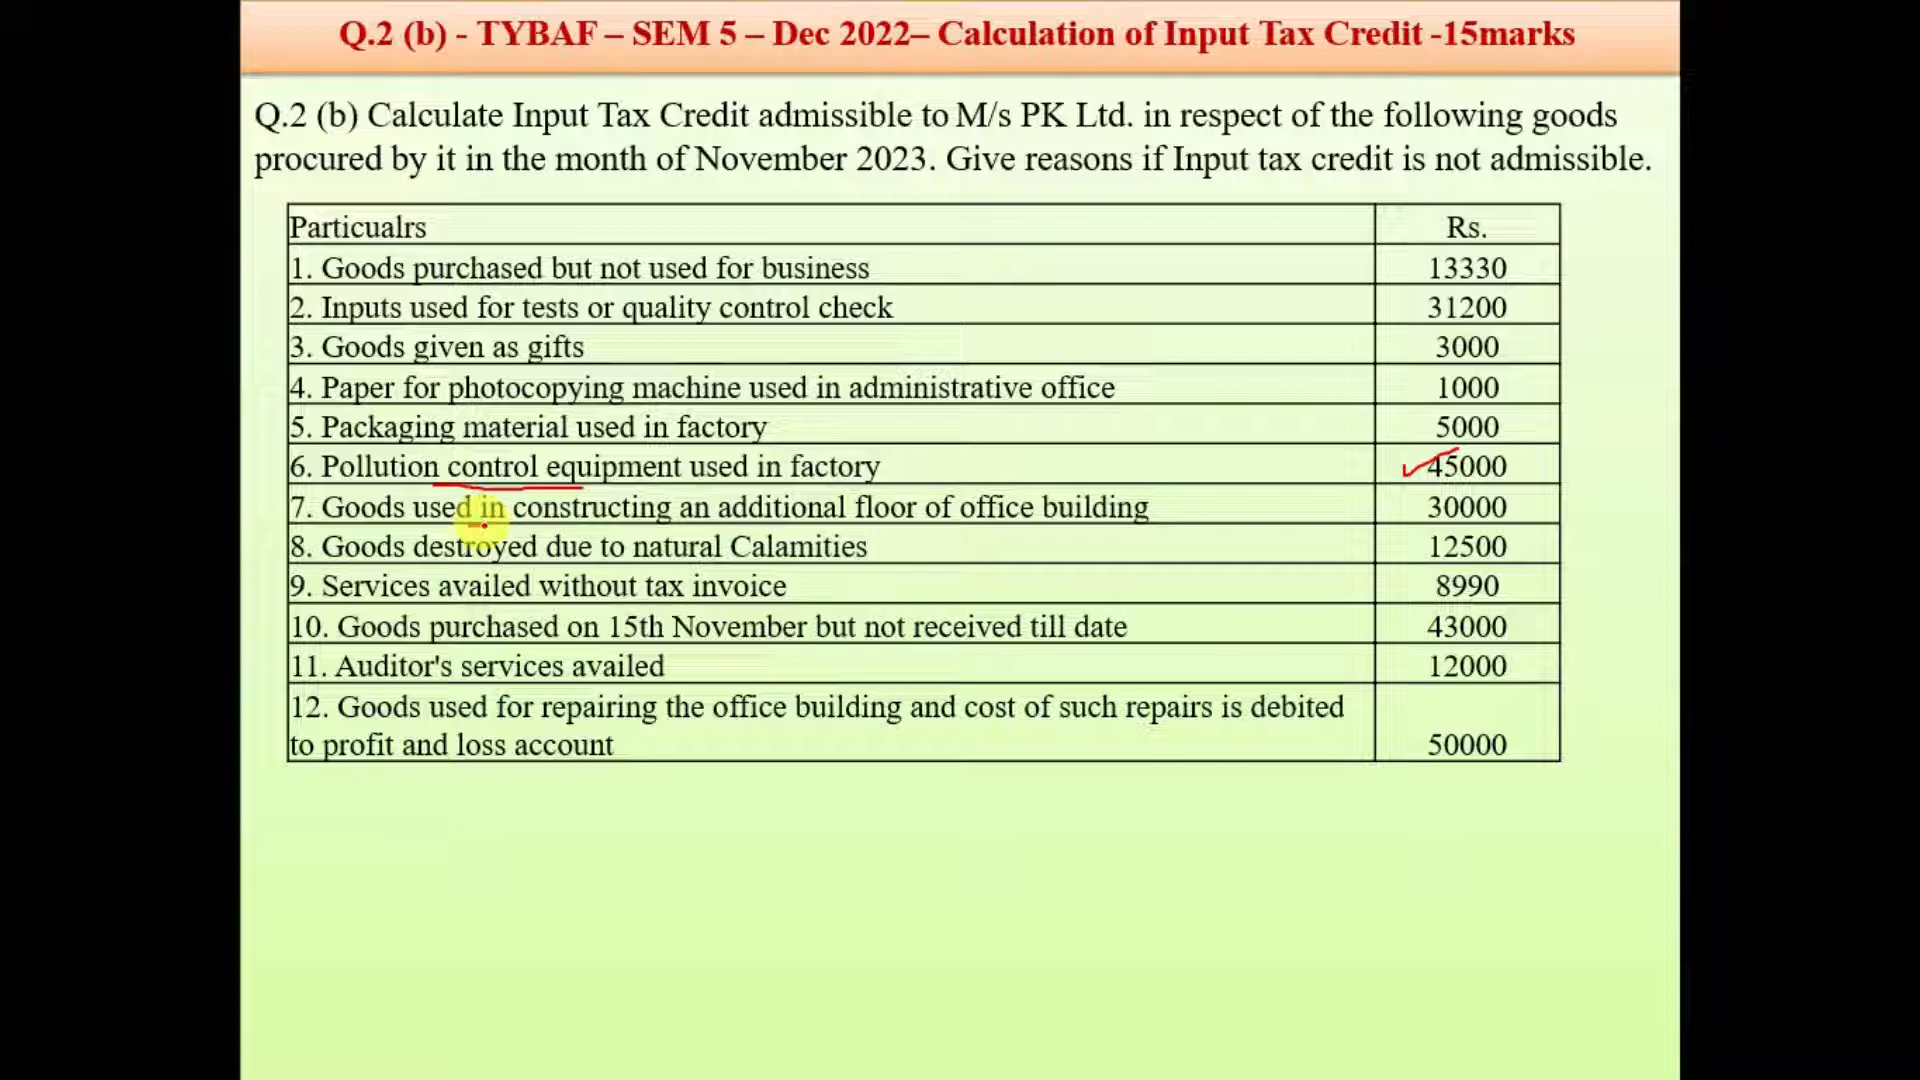 Q.2 (b) - TYBAF – SEM 5 – Dec 2022– Calculation of Input Tax Credit -15marks
Q.2 (b) Calculate Input Tax Credit admissible to M/s PK Ltd. in respect of the following goods
procured by it in the month of November 2023. Give reasons if Input tax credit is not admissible.
Particualrs Rs.
1. Goods purchased but not used for business 13330
2. Inputs used for tests or quality control check 31200
3. Goods given as gifts 3000
4. Paper for photocopying machine used in administrative office 1000
5. Packaging material used in factory 5000
6. Pollution control equipment used in factory 45000
7. Goods used in constructing an additional floor of office building 30000
8. Goods destroyed due to natural Calamities 12500
9. Services availed without tax invoice 8990
10. Goods purchased on 15th November but not received till date 43000
11. Auditor's services availed 12000
12. Goods used for repairing the office building and cost of such repairs is debited
to profit and loss account 50000